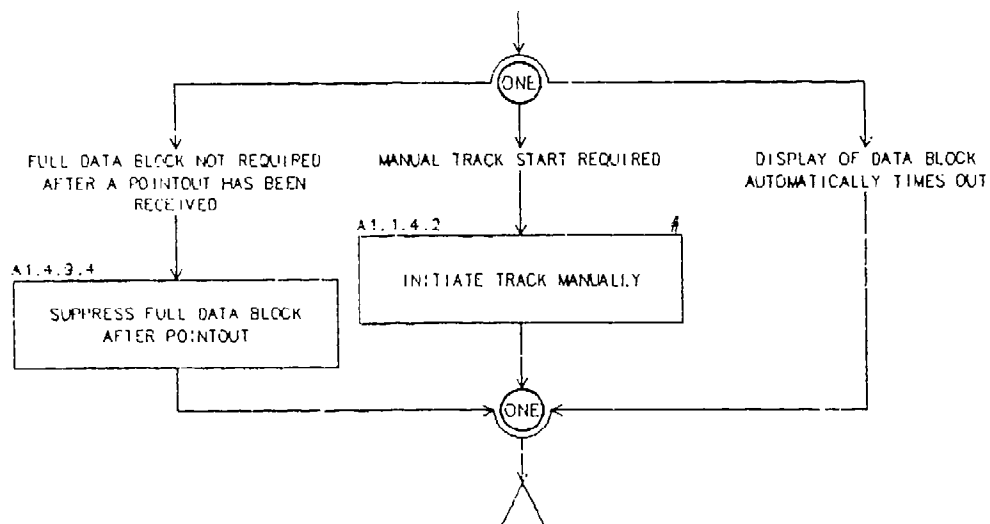 ONE
FULL DATA BLOCK NOT REQUIRED
AFTER A POINTOUT HAS BEEN
RECEIVED
MANUAL TRACK START REQUIRED
DISPLAY OF DATA BLOCK
AUTOMATICALLY TIMES OUT
A1.4.3.4
SUPPRESS FULL DATA BLOCK
AFTER POINTOUT
A1.1.4.2
INITIATE TRACK MANUALLY
ONE